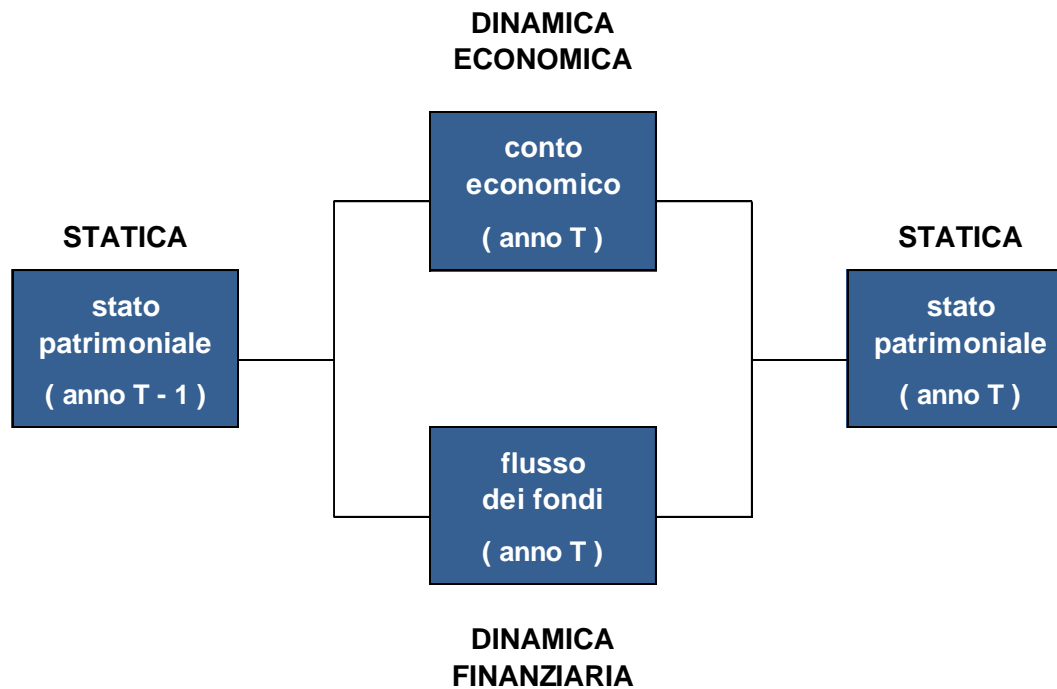 DINAMICA
ECONOMICA
conto
economico
( anno T )
STATICA
stato
patrimoniale
( anno T - 1 )
STATICA
stato
patrimoniale
( anno T )
flusso
dei fondi
( anno T )
DINAMICA
FINANZIARIA